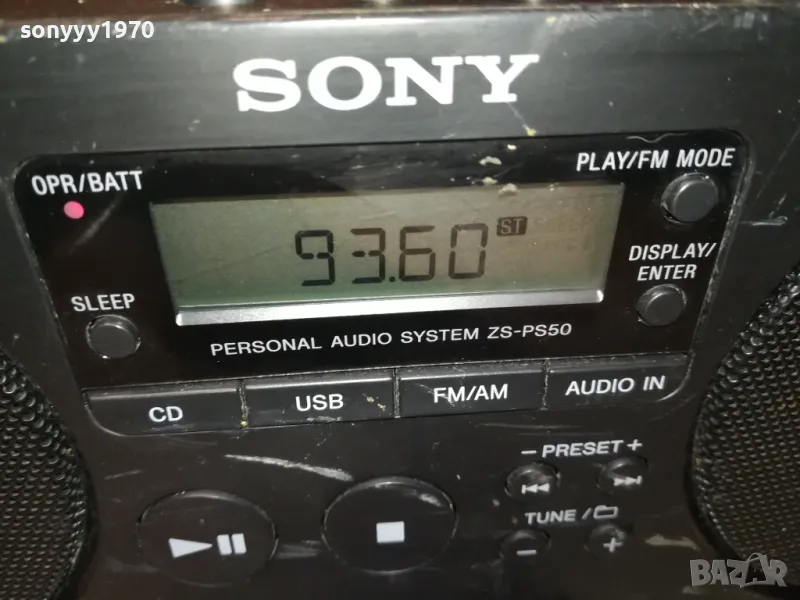 sonyyy1970
SONY
OPR/BATT
PLAY/FM MODE
93.60 ST
DISPLAY/
ENTER
SLEEP
PERSONAL AUDIO SYSTEM ZS-PS50
CD USB FM/AM AUDIO IN
– PRESET +
TUNE /
– +
BAZAR